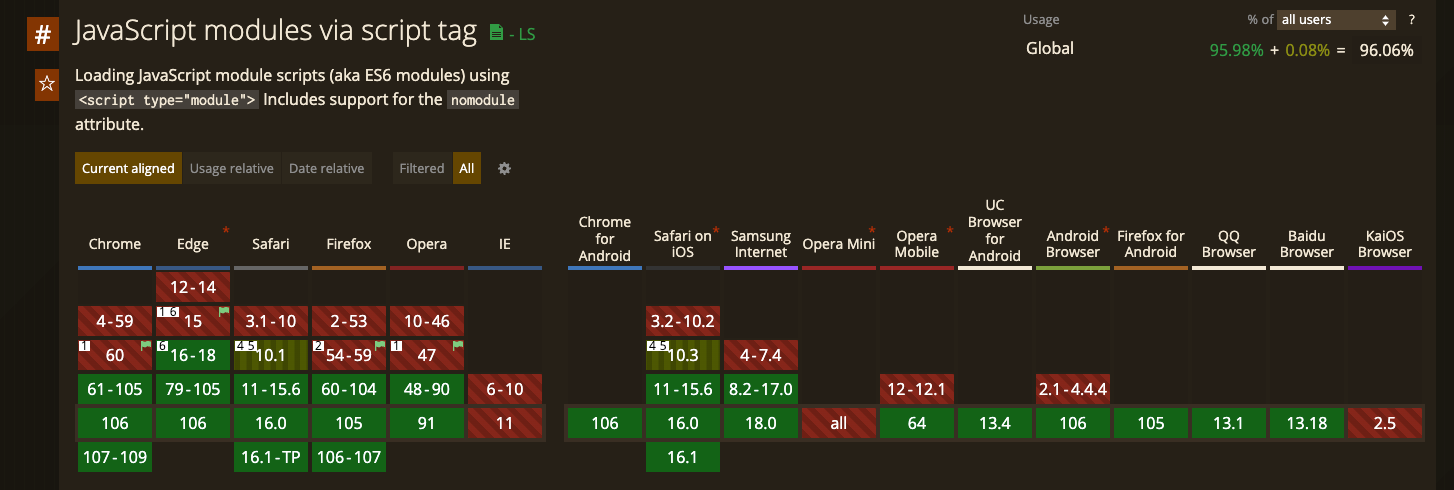 #
JavaScript modules via script tag - LS
Usage % of all users ?
Global 95.98% + 0.08% = 96.06%
Loading JavaScript module scripts (aka ES6 modules) using
<script type="module"> Includes support for the nomodule
attribute.
Current aligned Usage relative Date relative Filtered All
Chrome Edge * Safari Firefox Opera IE
Chrome for Android Safari on iOS * Samsung Internet Opera Mini * Opera Mobile * UC Browser for Android Android Browser * Firefox for Android QQ Browser Baidu Browser KaiOS Browser
12-14
4-59 1 6 15 3.1-10 2-53 10-46 3.2-10.2
1 60 6 16-18 4 5 10.1 2 54-59 1 47 4 5 10.3 4-7.4
61-105 79-105 11-15.6 60-104 48-90 6-10 11-15.6 8.2-17.0 12-12.1 2.1-4.4.4
106 106 16.0 105 91 11 106 16.0 18.0 all 64 13.4 106 105 13.1 13.18 2.5
107-109 16.1-TP 106-107 16.1